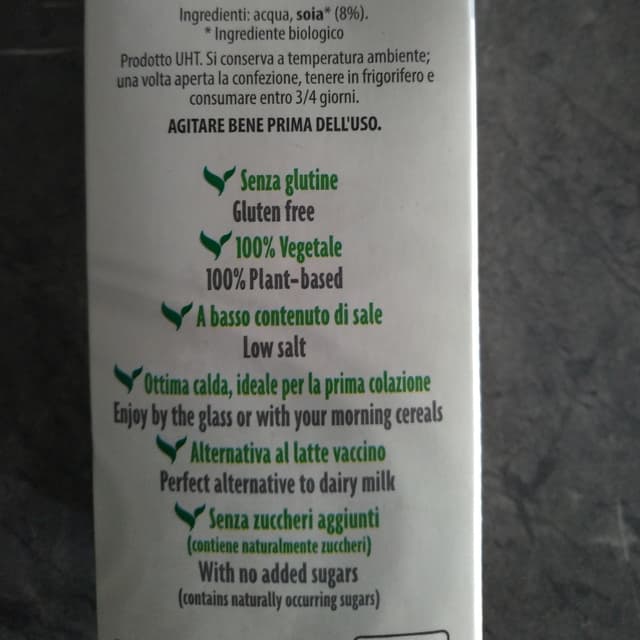 Ingredienti: acqua, soia* (8%).
* Ingrediente biologico
Prodotto UHT. Si conserva a temperatura ambiente;
una volta aperta la confezione, tenere in frigorifero e
consumare entro 3/4 giorni.
AGITARE BENE PRIMA DELL'USO.
Senza glutine
Gluten free
100% Vegetale
100% Plant-based
A basso contenuto di sale
Low salt
Ottima calda, ideale per la prima colazione
Enjoy by the glass or with your morning cereals
Alternativa al latte vaccino
Perfect alternative to dairy milk
Senza zuccheri aggiunti
(contiene naturalmente zuccheri)
With no added sugars
(contains naturally occurring sugars)